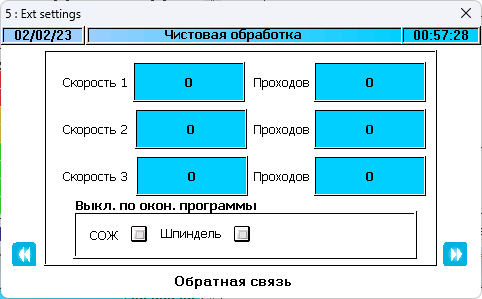 5 : Ext settings
02/02/23 Чистовая обработка 00:57:28
Скорость 1 0 Проходов 0
Скорость 2 0 Проходов 0
Скорость 3 0 Проходов 0
Выкл. по окон. программы
СОЖ Шпиндель
Обратная связь